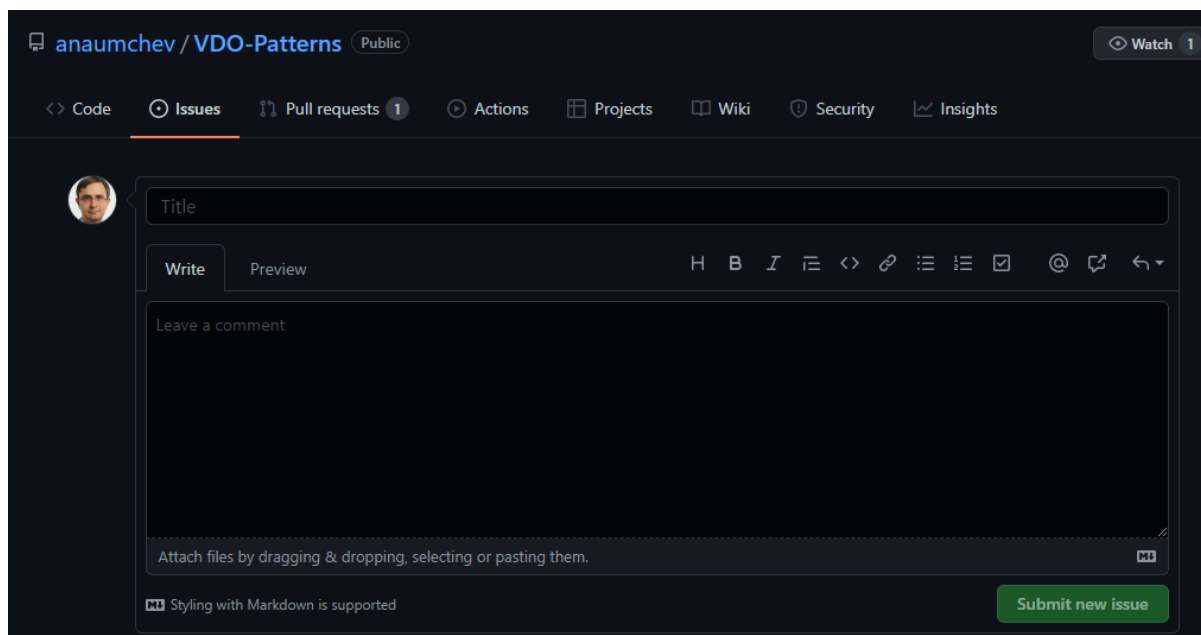 anaumchev / VDO-Patterns Public Watch 1
Code Issues Pull requests 1 Actions Projects Wiki Security Insights
Title
Write Preview H B I <> @
Leave a comment
Attach files by dragging & dropping, selecting or pasting them.
Styling with Markdown is supported Submit new issue